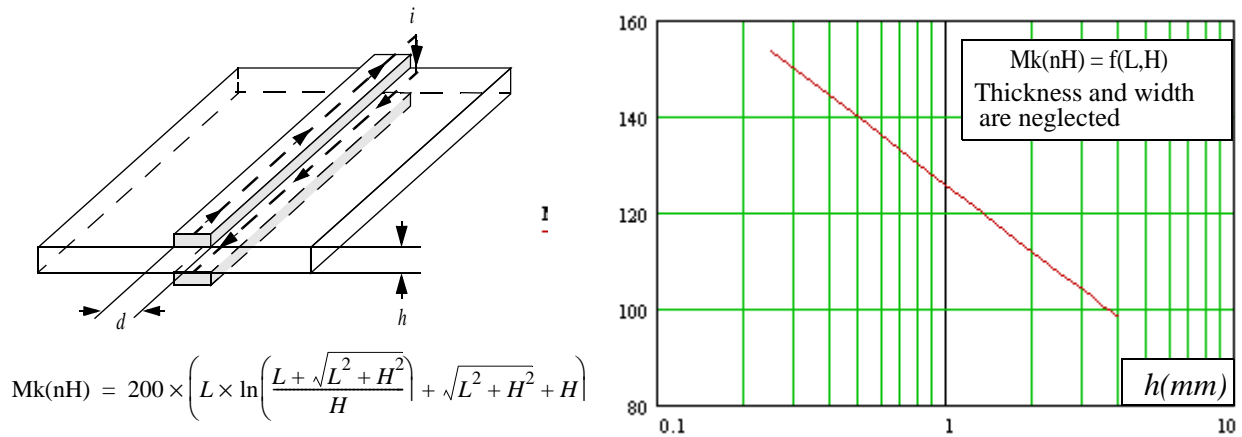 i
d
h
Mk(nH) = 200 × (L × ln((L + √(L² + H²)) / H) + √(L² + H²) + H)
160
140
120
100
80
0.1
1
10
Mk(nH) = f(L,H)
Thickness and width
are neglected
h(mm)